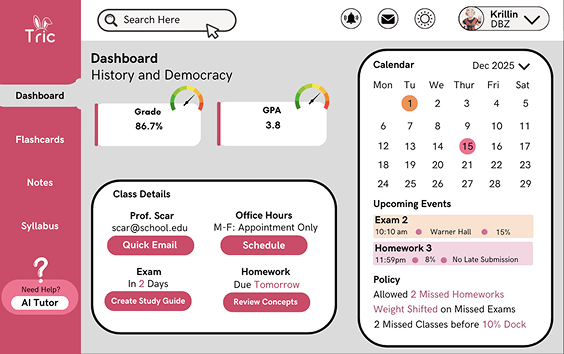 Search Here
Krillin
DBZ
Tric
Dashboard
Flashcards
Notes
Syllabus
Need Help?
AI Tutor
Dashboard
History and Democracy
Grade
86.7%
GPA
3.8
Class Details
Prof. Scar
scar@school.edu
Quick Email
Office Hours
M-F: Appointment Only
Schedule
Exam
In 2 Days
Create Study Guide
Homework
Due Tomorrow
Review Concepts
Calendar
Dec 2025
Mon Tu We Thur Fri Sat
1 2 3 4 5
6 7 8 9 10 11
12 13 14 15 16 17
18 19 20 21 22 23
24 25 26 27 28 29
Upcoming Events
Exam 2
10:10 am Warner Hall 15%
Homework 3
11:59pm 8% No Late Submission
Policy
Allowed 2 Missed Homeworks
Weight Shifted on Missed Exams
2 Missed Classes before 10% Dock